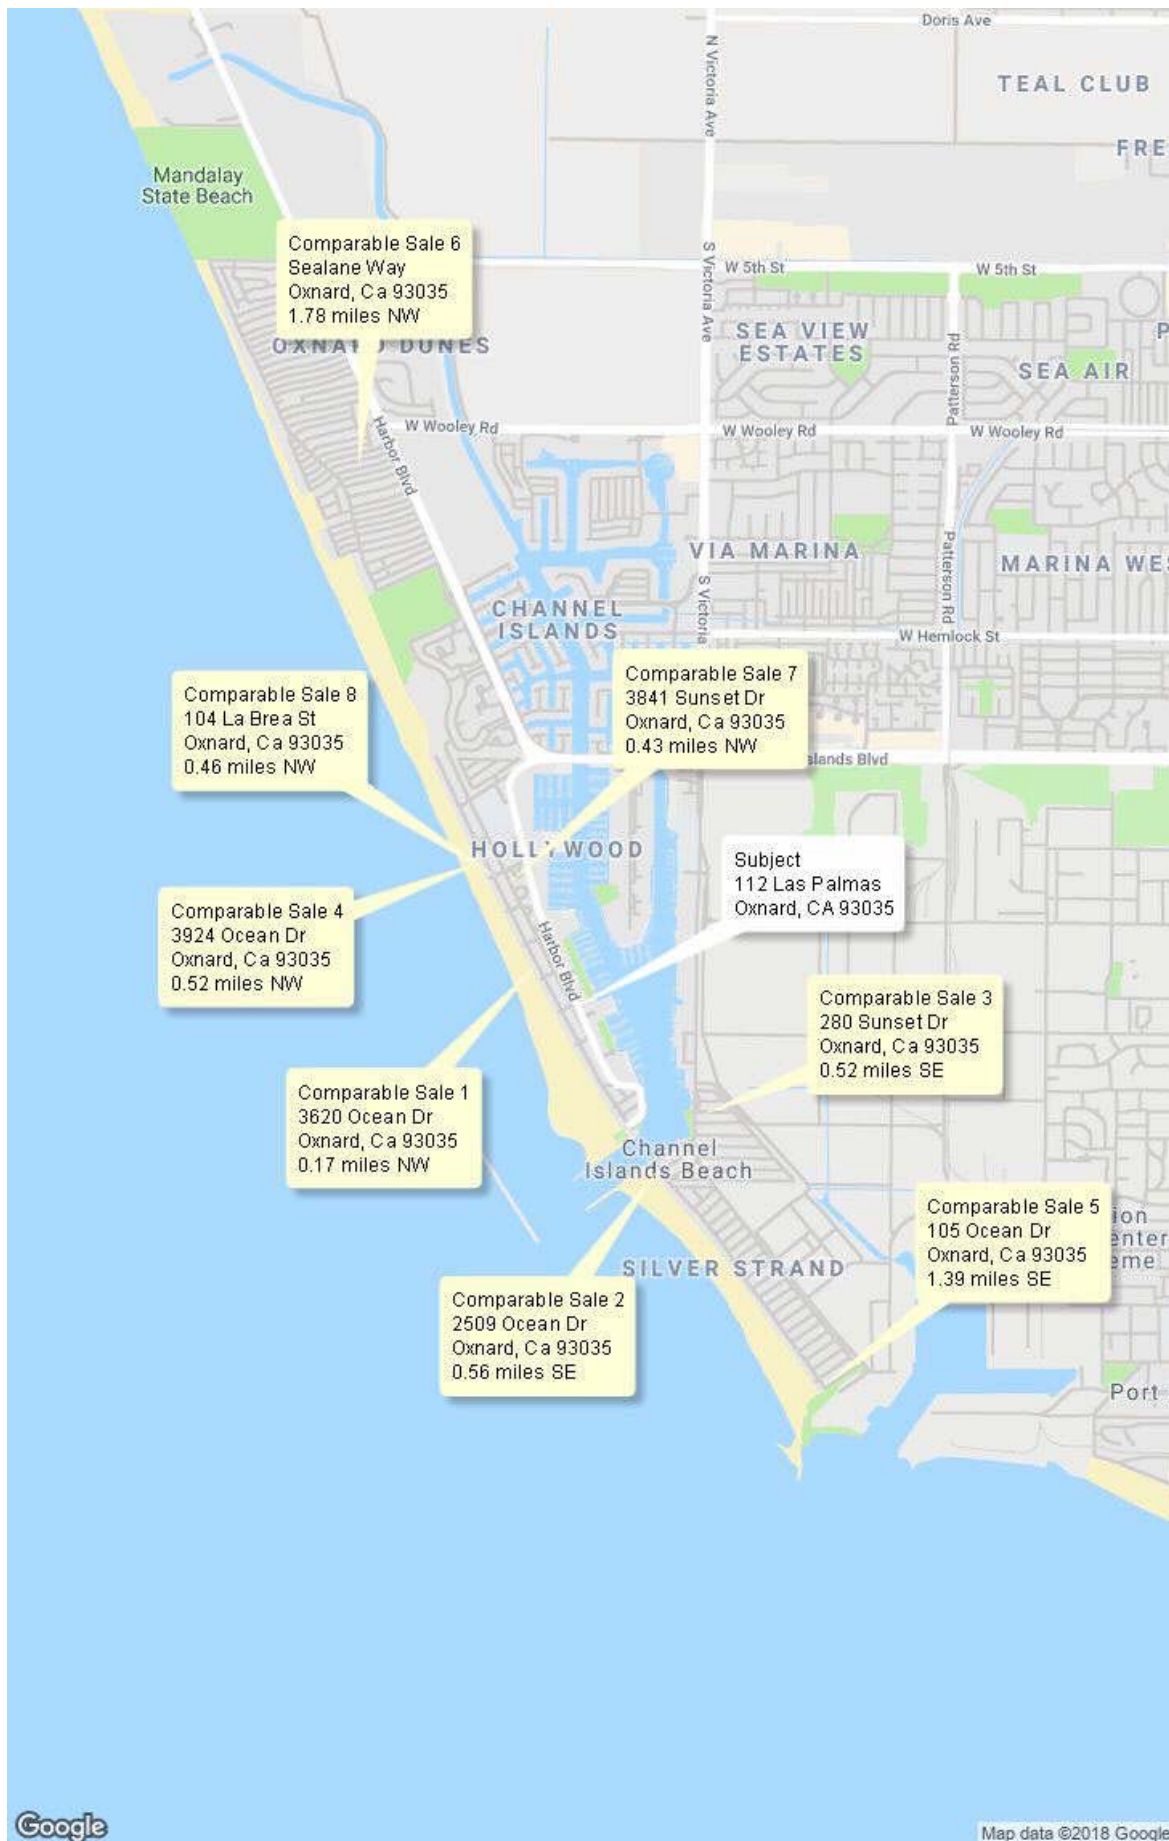 Doris Ave
N Victoria Ave
TEAL CLUB
FRE
Mandalay
State Beach
Comparable Sale 6
Sealane Way
Oxnard, Ca 93035
1.78 miles NW
S Victoria Ave
W 5th St
W 5th St
OXNARD DUNES
SEA VIEW
ESTATES
Patterson Rd
P
SEA AIR
Harbor Blvd
W Wooley Rd
W Wooley Rd
W Wooley Rd
VIA MARINA
Patterson Rd
MARINA WES
S Victoria
CHANNEL
ISLANDS
W Hemlock St
Comparable Sale 7
3841 Sunset Dr
Oxnard, Ca 93035
0.43 miles NW
Comparable Sale 8
104 La Brea St
Oxnard, Ca 93035
0.46 miles NW
slands Blvd
HOLLYWOOD
Subject
112 Las Palmas
Oxnard, CA 93035
Comparable Sale 4
3924 Ocean Dr
Oxnard, Ca 93035
0.52 miles NW
Harbor Blvd
Comparable Sale 3
280 Sunset Dr
Oxnard, Ca 93035
0.52 miles SE
Comparable Sale 1
3620 Ocean Dr
Oxnard, Ca 93035
0.17 miles NW
Channel
Islands Beach
Comparable Sale 5
105 Ocean Dr
Oxnard, Ca 93035
1.39 miles SE
ion
enter
eme
SILVER STRAND
Comparable Sale 2
2509 Ocean Dr
Oxnard, Ca 93035
0.56 miles SE
Port
Google
Map data ©2018 Google